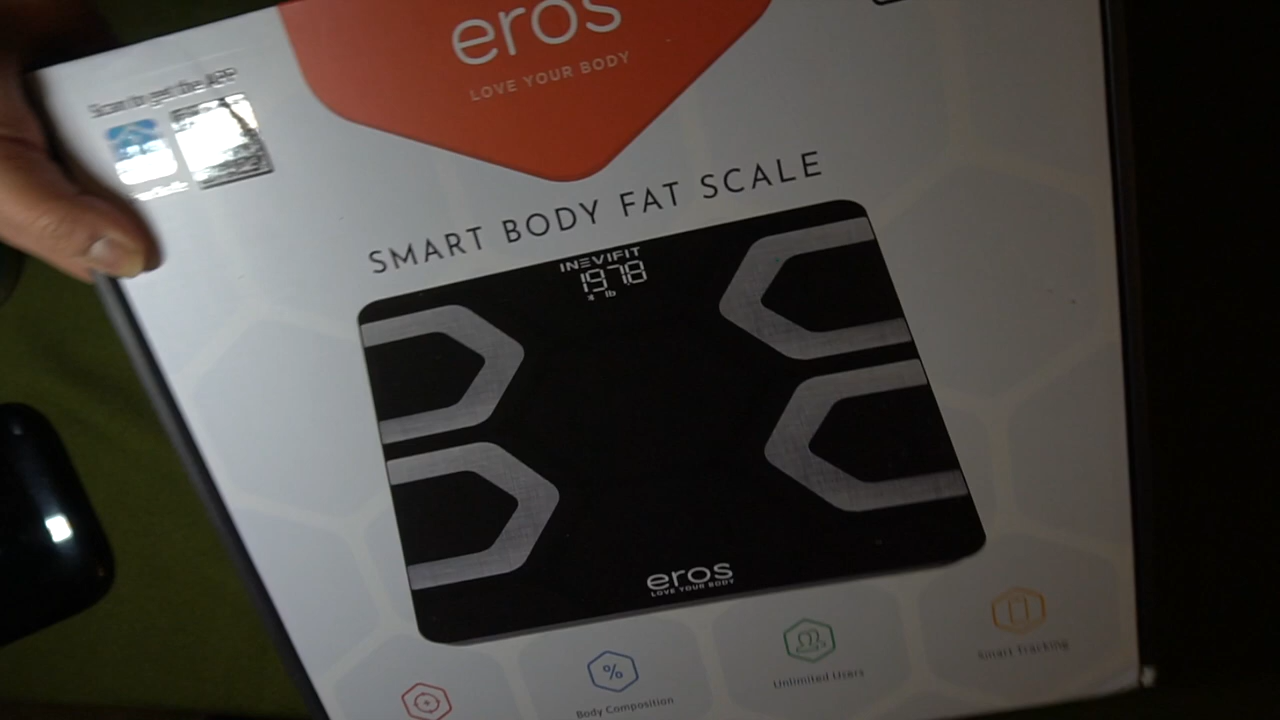 eros
LOVE YOUR BODY
Scan to get the APP
SMART BODY FAT SCALE
INEVIFIT
197.8
lb
eros
LOVE YOUR BODY
%
Body Composition
Unlimited Users
Smart Tracking